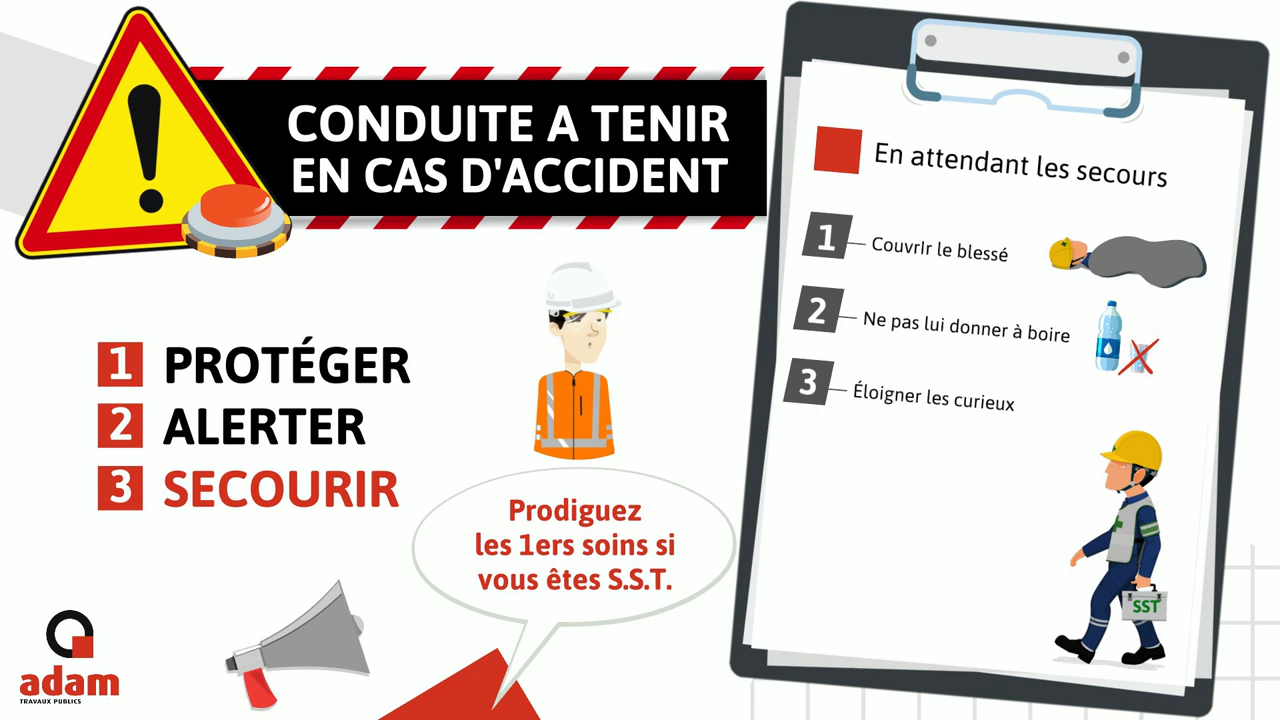 CONDUITE A TENIR
EN CAS D'ACCIDENT
1 PROTÉGER
2 ALERTER
3 SECOURIR
Prodiguez
les 1ers soins si
vous êtes S.S.T.
adam
TRAVAUX PUBLICS
En attendant les secours
1 CouvrIr le blessé
2 Ne pas lui donner à boire
3 Éloigner les curieux
SST